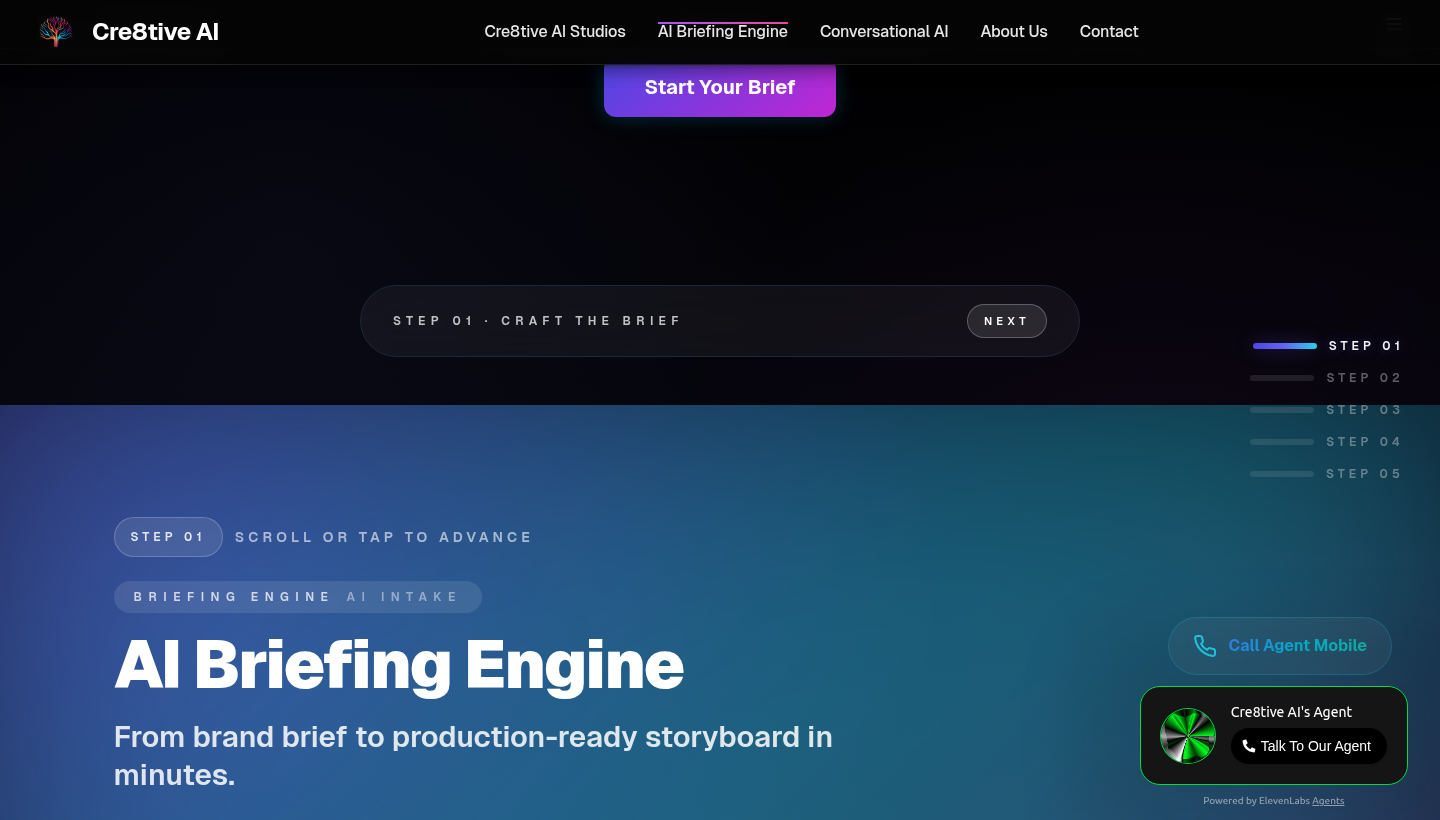 Cre8tive AI
Cre8tive AI Studios
AI Briefing Engine
Conversational AI
About Us
Contact
Start Your Brief
STEP 01 · CRAFT THE BRIEF
NEXT
STEP 01
STEP 02
STEP 03
STEP 04
STEP 05
STEP 01
SCROLL OR TAP TO ADVANCE
BRIEFING ENGINE AI INTAKE
AI Briefing Engine
From brand brief to production-ready storyboard in
minutes.
Call Agent Mobile
Cre8tive AI's Agent
Talk To Our Agent
Powered by ElevenLabs Agents